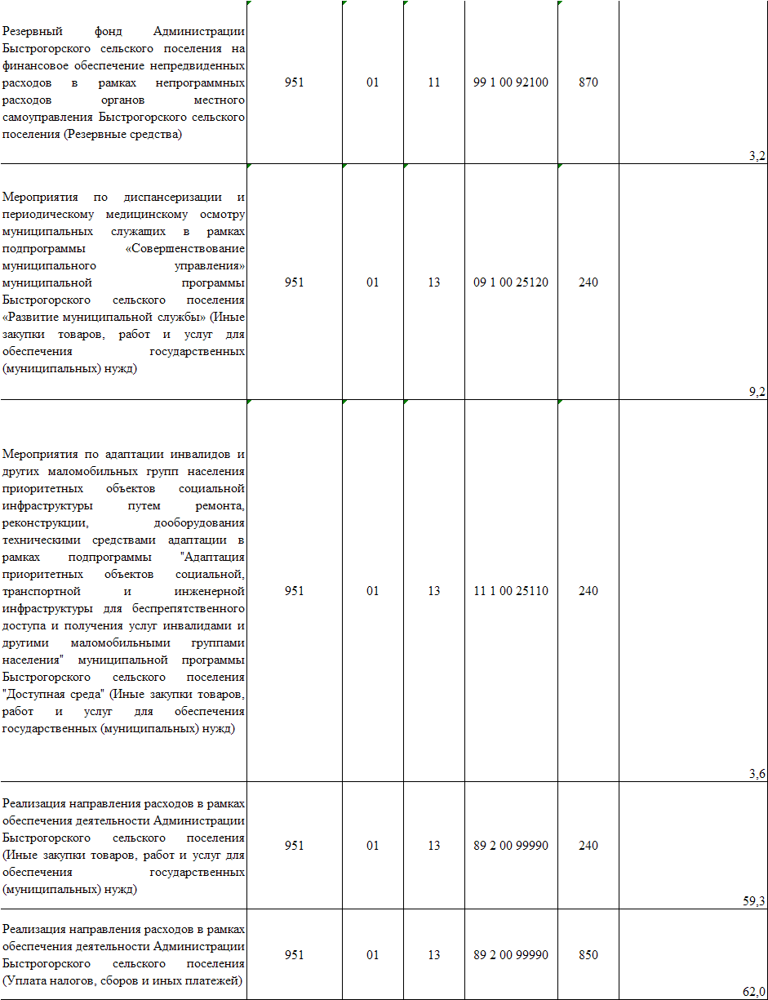 Резервный фонд Администрации
Быстрогорского сельского поселения на
финансовое обеспечение непредвиденных
расходов в рамках непрограммных
расходов органов местного
самоуправления Быстрогорского сельского
поселения (Резервные средства)
951 01 11 99 1 00 92100 870
3,2
Мероприятия по диспансеризации и
периодическому медицинскому осмотру
муниципальных служащих в рамках
подпрограммы «Совершенствование
муниципального управления»
муниципальной программы
Быстрогорского сельского поселения
«Развитие муниципальной службы» (Иные
закупки товаров, работ и услуг для
обеспечения государственных
(муниципальных) нужд)
951 01 13 09 1 00 25120 240
9,2
Мероприятия по адаптации инвалидов и
других маломобильных групп населения
приоритетных объектов социальной
инфраструктуры путем ремонта,
реконструкции, дооборудования
техническими средствами адаптации в
рамках подпрограммы "Адаптация
приоритетных объектов социальной,
транспортной и инженерной
инфраструктуры для беспрепятственного
доступа и получения услуг инвалидами и
другими маломобильными группами
населения" муниципальной программы
Быстрогорского сельского поселения
"Доступная среда" (Иные закупки товаров,
работ и услуг для обеспечения
государственных (муниципальных) нужд)
951 01 13 11 1 00 25110 240
3,6
Реализация направления расходов в рамках
обеспечения деятельности Администрации
Быстрогорского сельского поселения
(Иные закупки товаров, работ и услуг для
обеспечения государственных
(муниципальных) нужд)
951 01 13 89 2 00 99990 240
59,3
Реализация направления расходов в рамках
обеспечения деятельности Администрации
Быстрогорского сельского поселения
(Уплата налогов, сборов и иных платежей)
951 01 13 89 2 00 99990 850
62,0